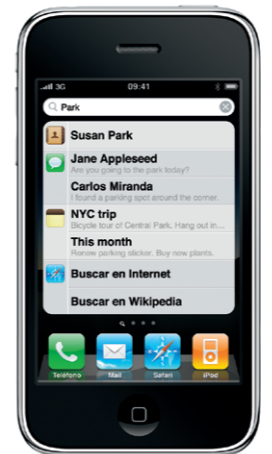 3G 09:41
Park
Susan Park
Jane Appleseed
Are you going to the park today?
Carlos Miranda
I found a parking spot around the corner.
NYC trip
Bicycle tour of Central Park. Hang out in...
This month
Renew parking sticker. Buy new plants.
Buscar en Internet
Buscar en Wikipedia
Teléfono Mail Safari iPod